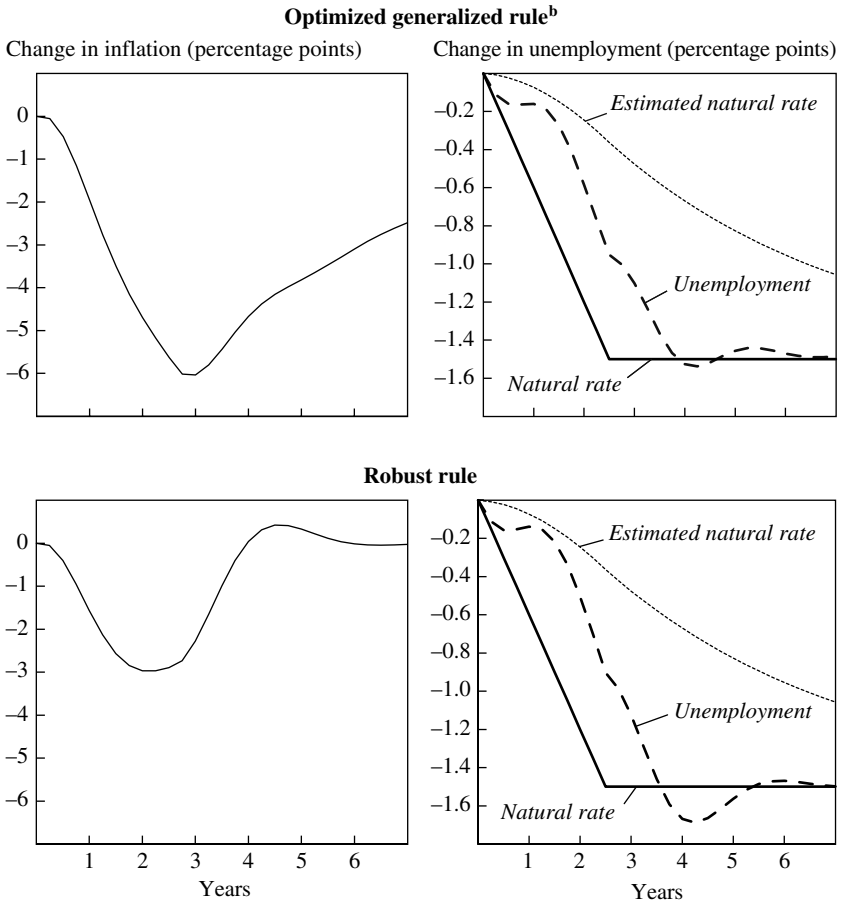 Optimized generalized ruleᵇ
Change in inflation (percentage points)
Change in unemployment (percentage points)
0
–1
–2
–3
–4
–5
–6
–0.2
–0.4
–0.6
–0.8
–1.0
–1.2
–1.4
–1.6
Estimated natural rate
Unemployment
Natural rate
Robust rule
0
–1
–2
–3
–4
–5
–6
1 2 3 4 5 6
Years
–0.2
–0.4
–0.6
–0.8
–1.0
–1.2
–1.4
–1.6
Estimated natural rate
Unemployment
Natural rate
1 2 3 4 5 6
Years